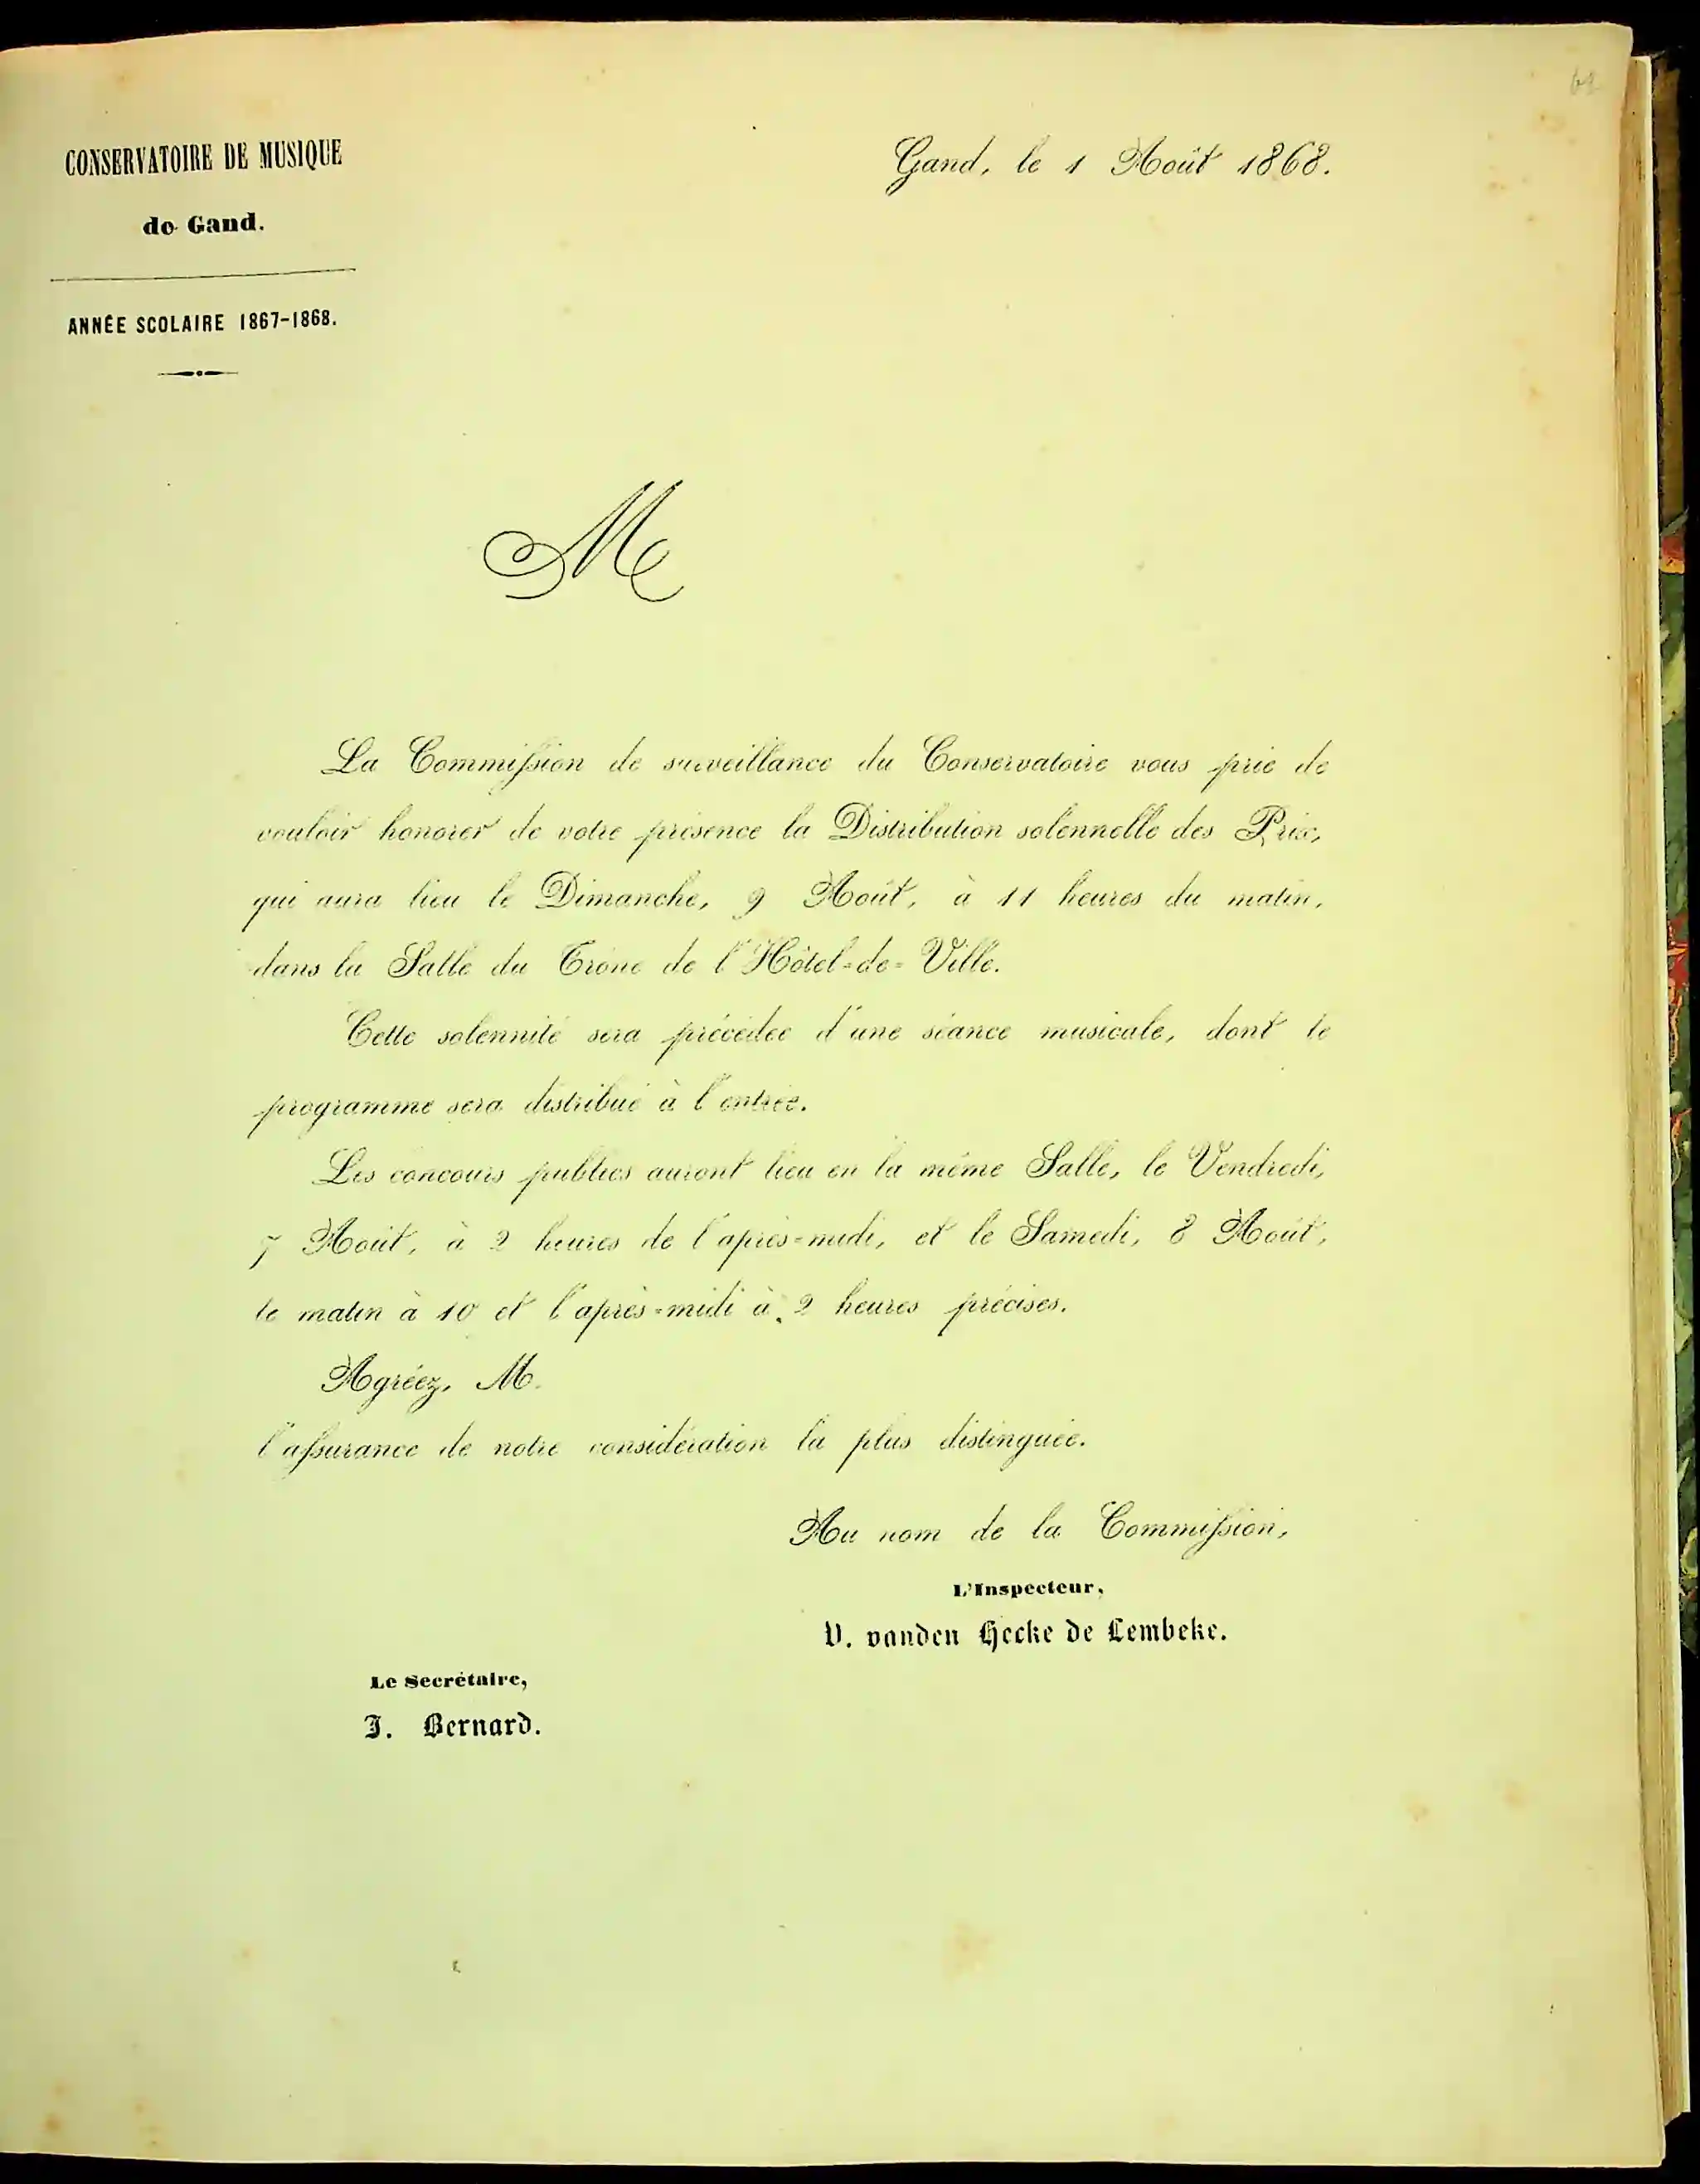 61
CONSERVATOIRE DE MUSIQUE
de Gand.
ANNÉE SCOLAIRE 1867-1868.
Gand, le 1 Août 1868.
M
La Commission de surveillance du Conservatoire vous prie de
vouloir honorer de votre présence la Distribution solennelle des Prix,
qui aura lieu le Dimanche, 9 Août, à 11 heures du matin,
dans la Salle du Trône de l'Hôtel-de-Ville.
Cette solennité sera précédée d'une séance musicale, dont le
programme sera distribué à l'entrée.
Les concours publics auront lieu en la même Salle, le Vendredi,
7 Août, à 2 heures de l'après-midi, et le Samedi, 8 Août,
le matin à 10 et l'après-midi à 2 heures précises.
Agréez, M.
l'assurance de notre considération la plus distinguée.
Au nom de la Commission,
L'Inspecteur,
V. vanden Hecke de Lembeke.
Le Secrétaire,
J. Bernard.